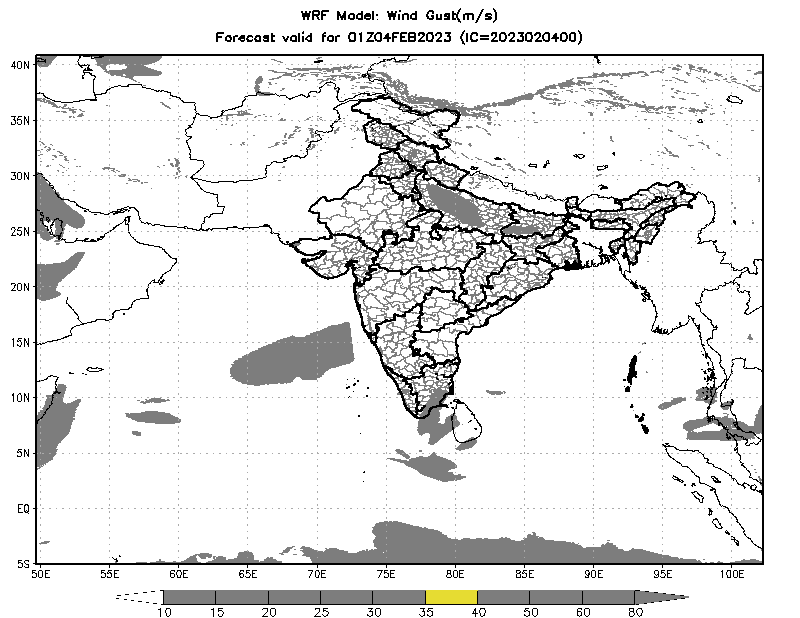 WRF Model: Wind Gust(m/s)
Forecast valid for 01Z04FEB2023 (IC=2023020400)
40N
35N
30N
25N
20N
15N
10N
5N
EQ
5S
50E 55E 60E 65E 70E 75E 80E 85E 90E 95E 100E
10 15 20 25 30 35 40 50 60 80